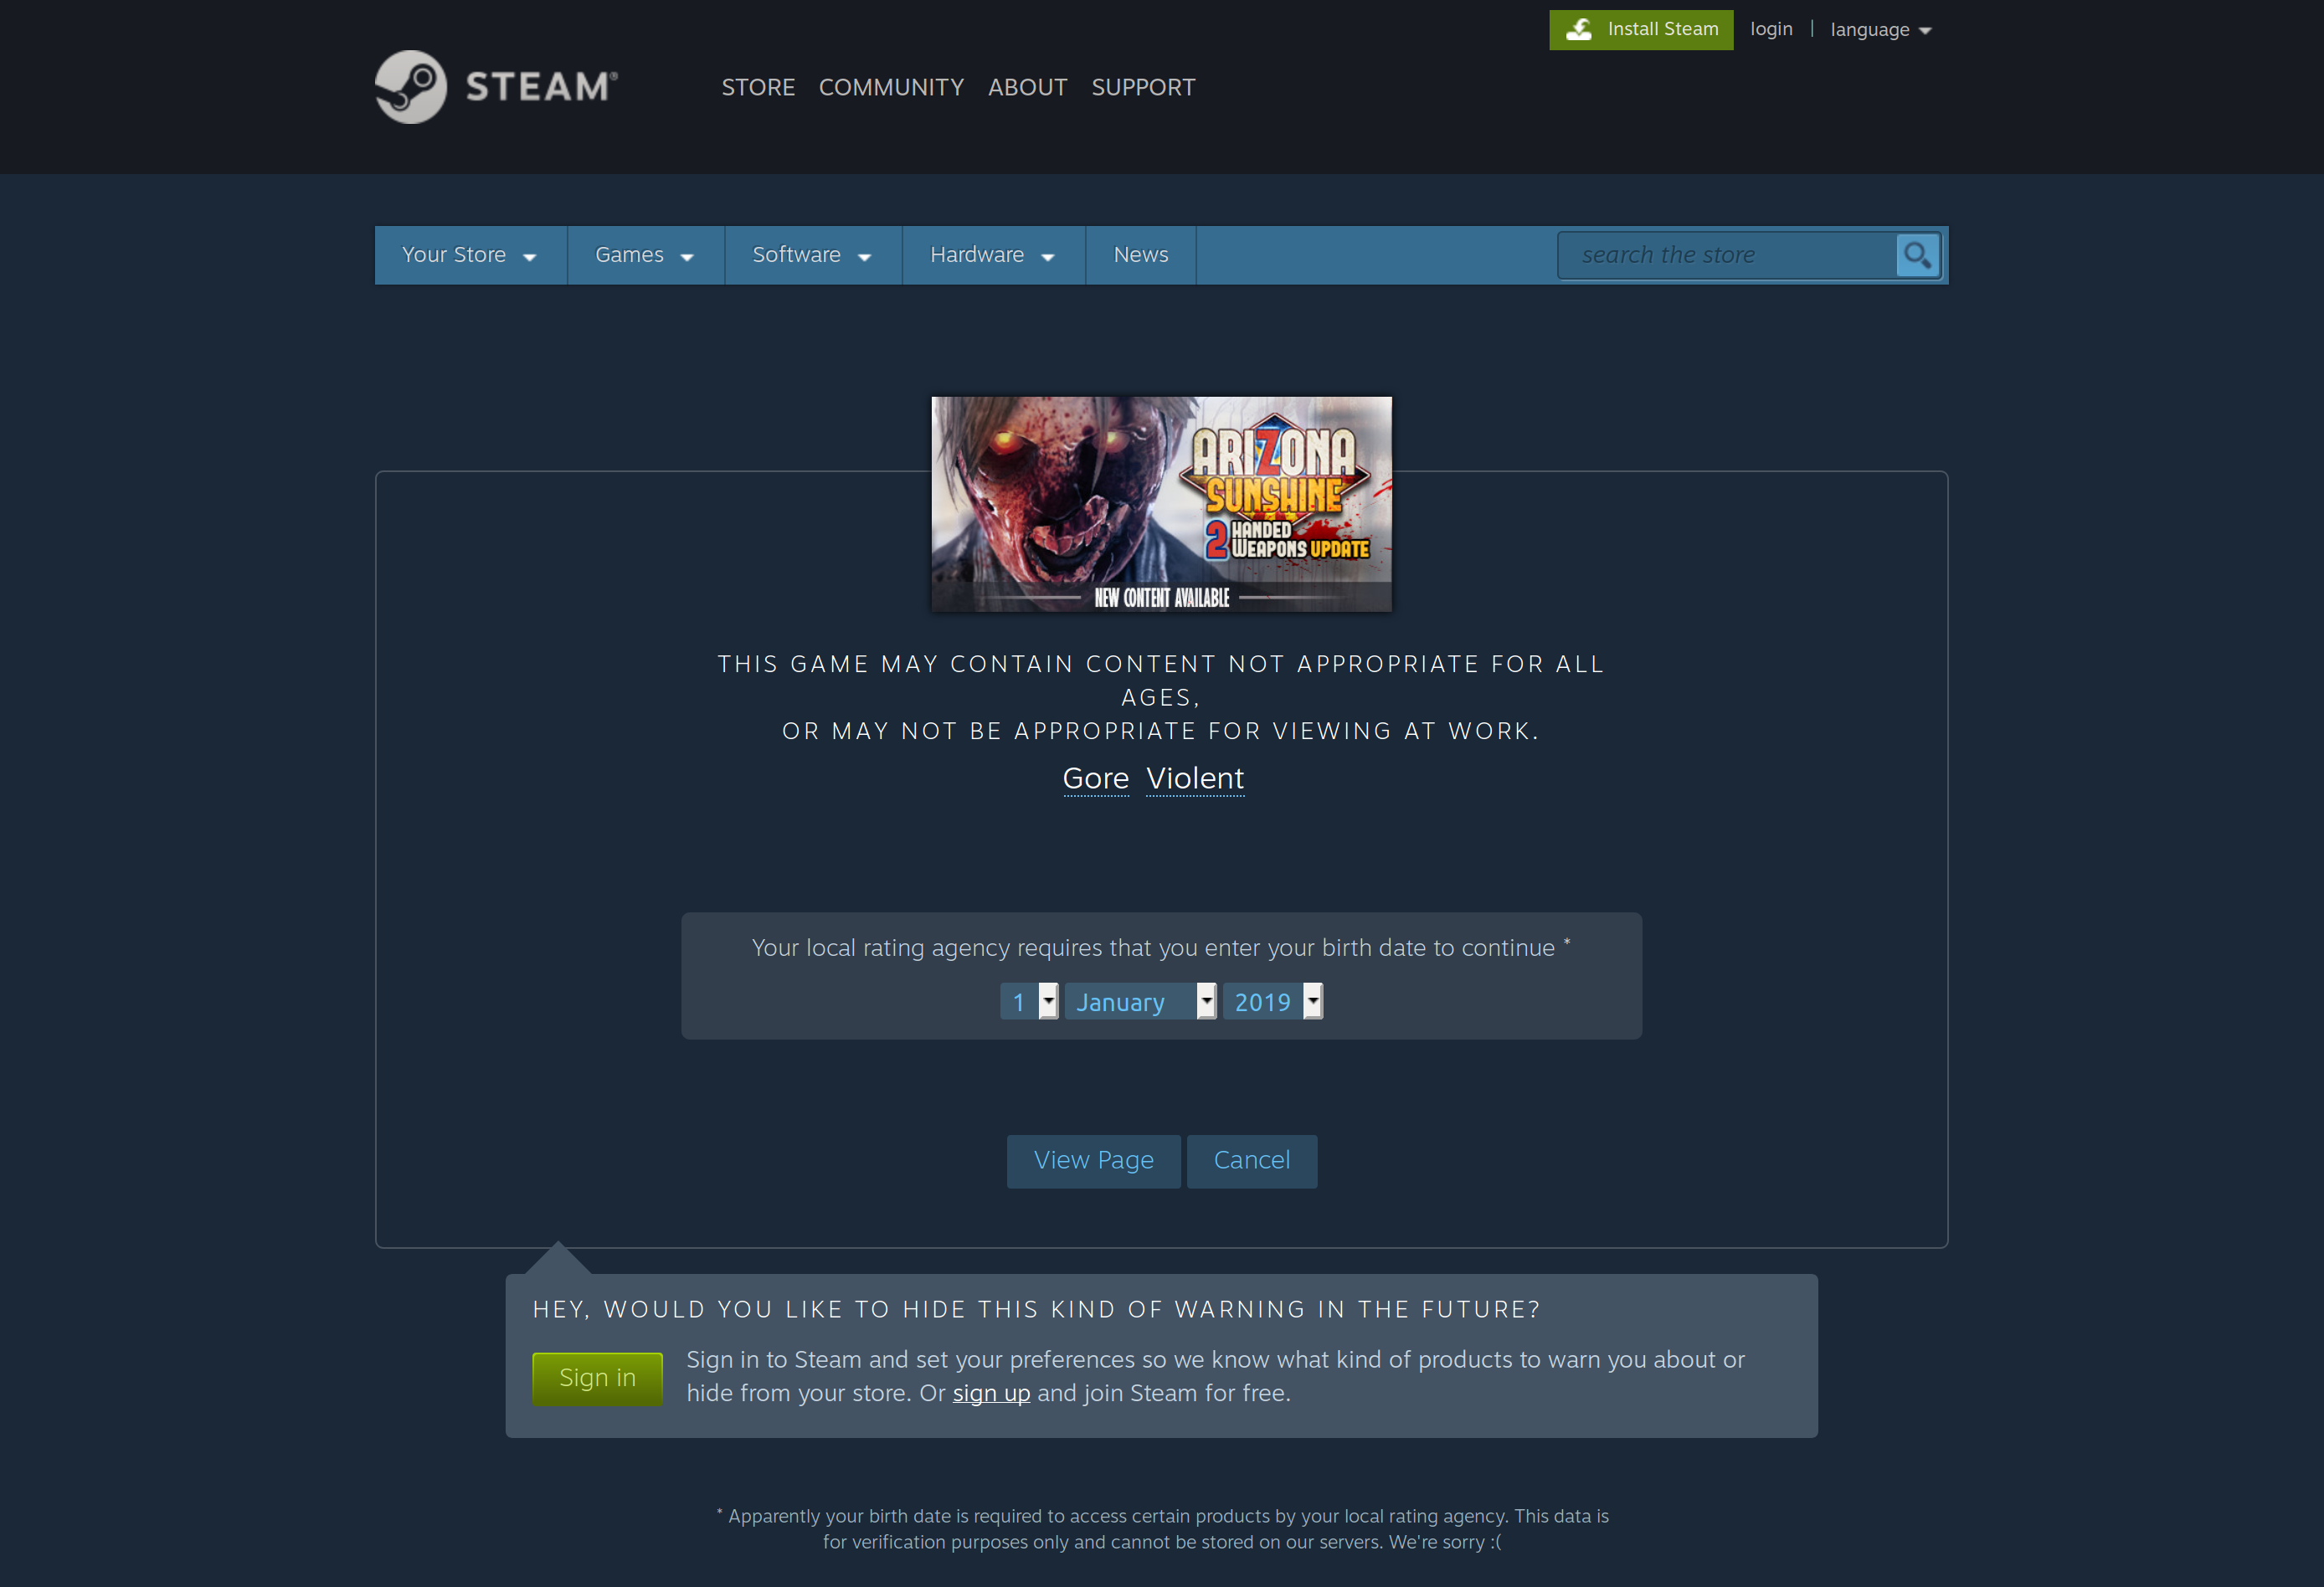 Install Steam login | language
STEAM®
STORE COMMUNITY ABOUT SUPPORT
Your Store Games Software Hardware News search the store
ARIZONA
SUNSHINE
2 HANDED
WEAPONS UPDATE
NEW CONTENT AVAILABLE
THIS GAME MAY CONTAIN CONTENT NOT APPROPRIATE FOR ALL
AGES,
OR MAY NOT BE APPROPRIATE FOR VIEWING AT WORK.
Gore Violent
Your local rating agency requires that you enter your birth date to continue *
1 January 2019
View Page Cancel
HEY, WOULD YOU LIKE TO HIDE THIS KIND OF WARNING IN THE FUTURE?
Sign in
Sign in to Steam and set your preferences so we know what kind of products to warn you about or
hide from your store. Or sign up and join Steam for free.
* Apparently your birth date is required to access certain products by your local rating agency. This data is
for verification purposes only and cannot be stored on our servers. We're sorry :(